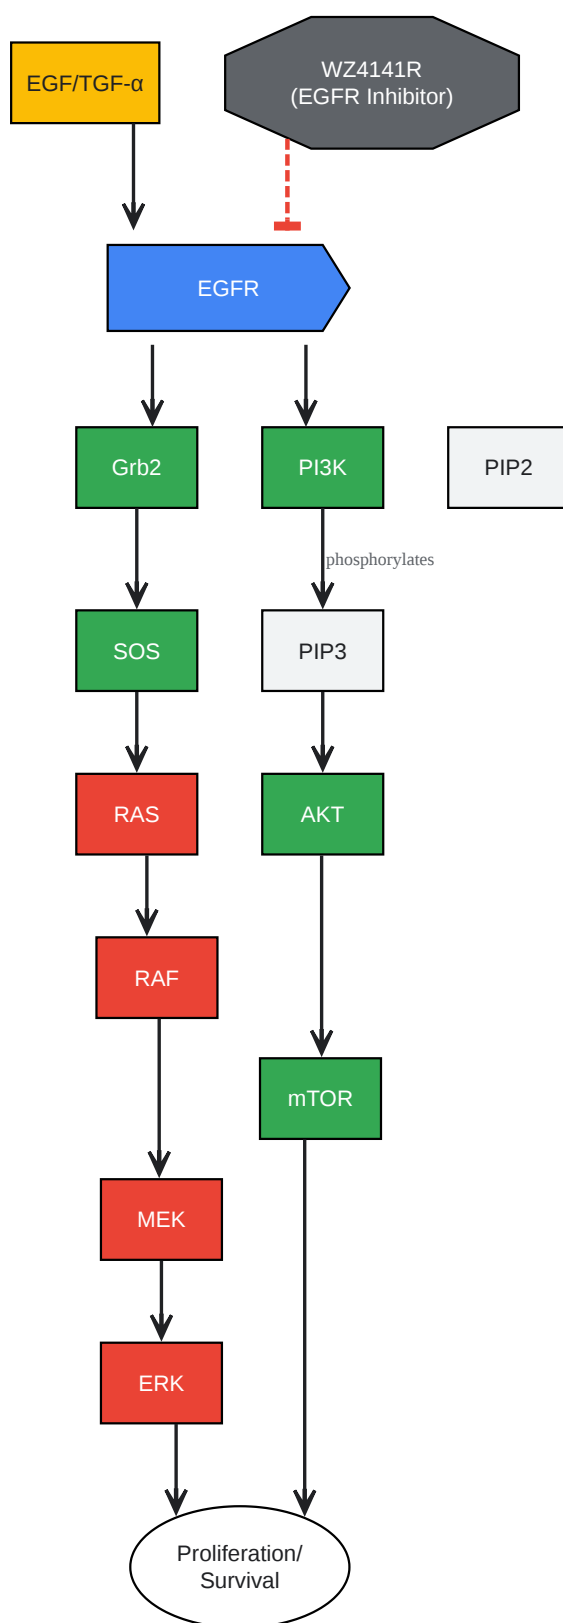 EGF/TGF-α
WZ4141R
(EGFR Inhibitor)
EGFR
Grb2
PI3K
PIP2
phosphorylates
SOS
PIP3
RAS
AKT
RAF
mTOR
MEK
ERK
Proliferation/
Survival